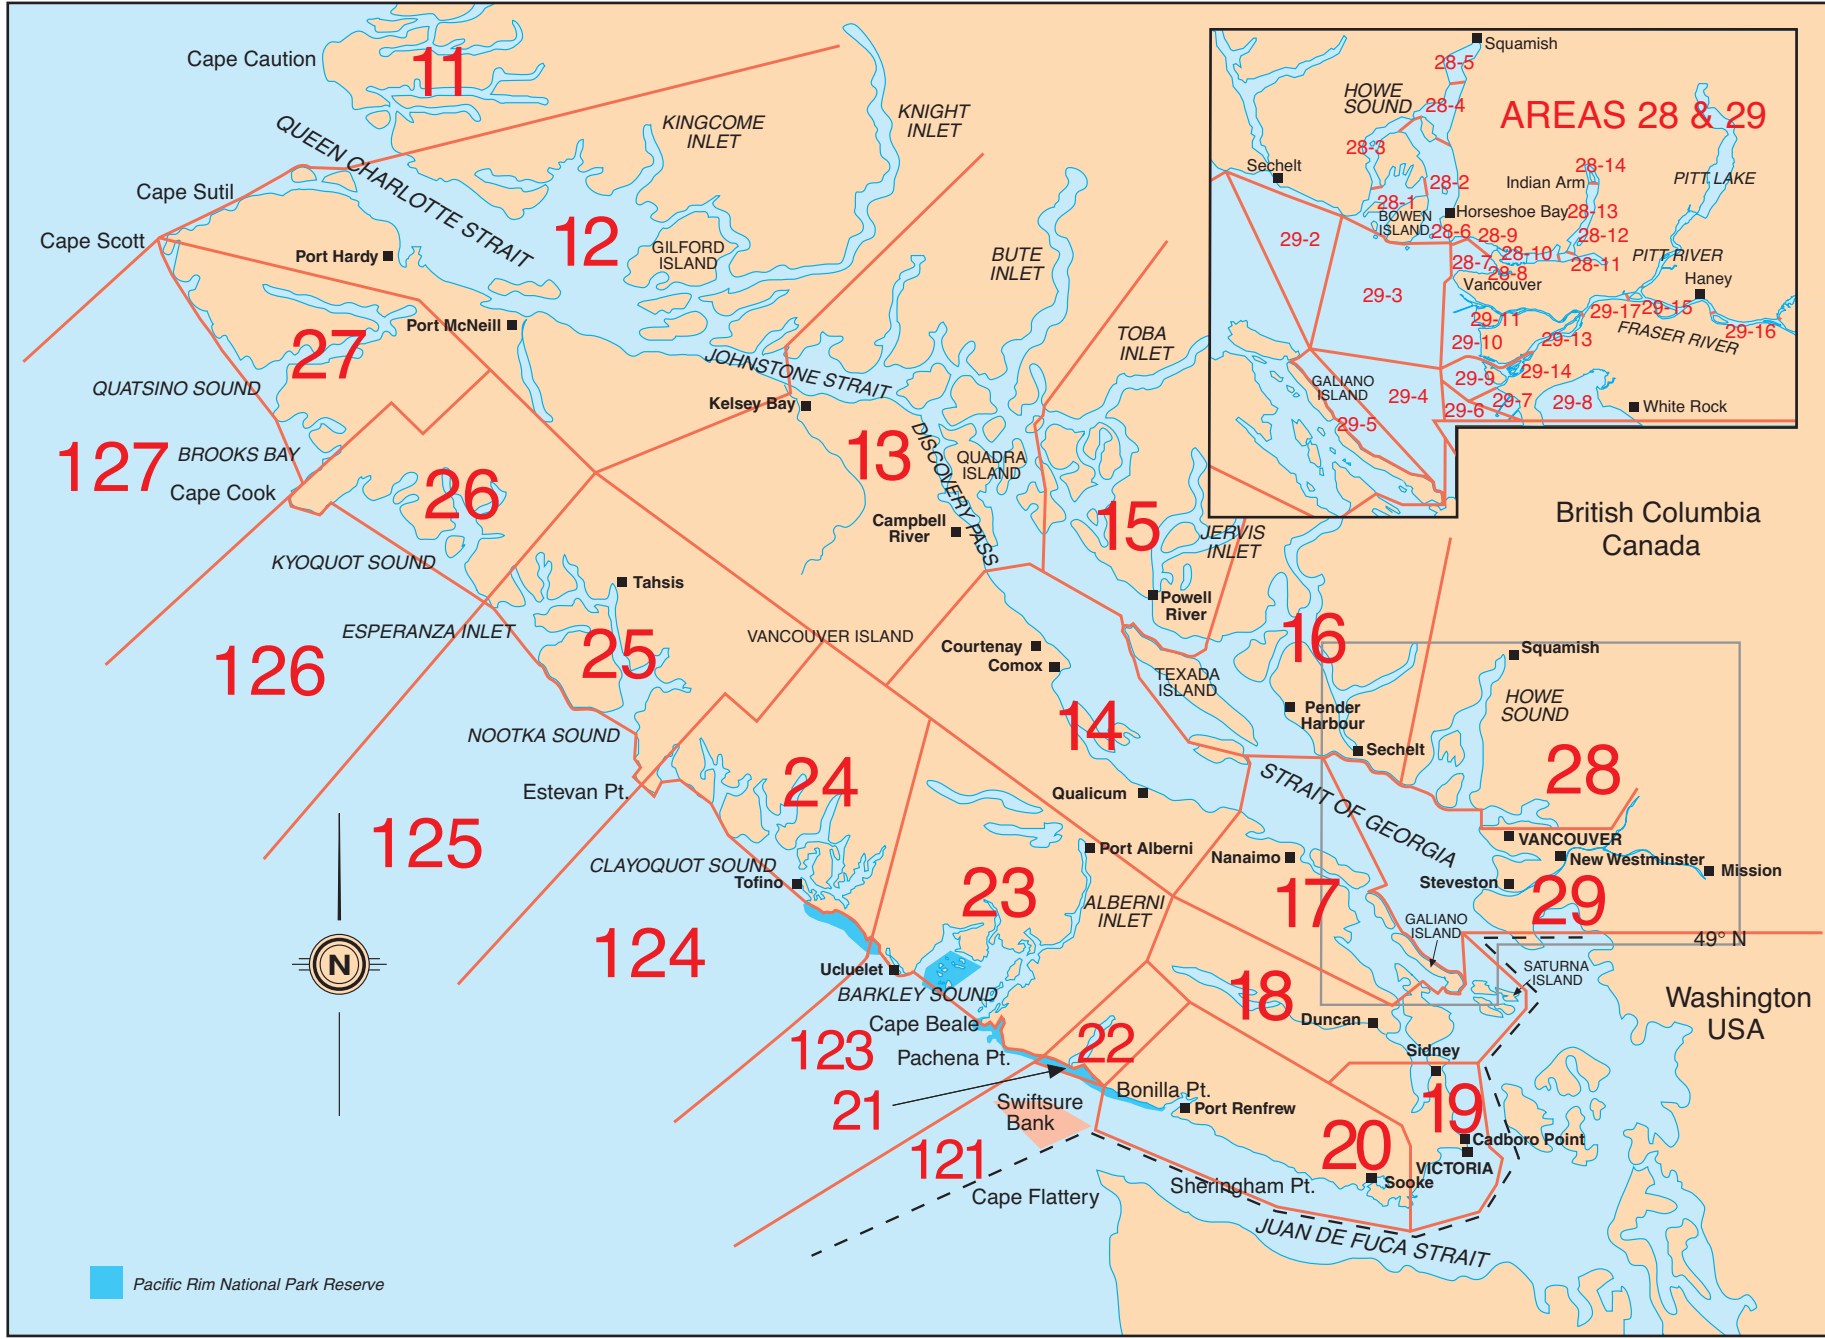 Cape Caution
11
QUEEN CHARLOTTE STRAIT
KINGCOME
INLET
KNIGHT
INLET
Cape Sutil
Cape Scott
Port Hardy
12
GILFORD
ISLAND
BUTE
INLET
27
Port McNeill
JOHNSTONE STRAIT
TOBA
INLET
QUATSINO SOUND
Kelsey Bay
127
BROOKS BAY
Cape Cook
26
13
DISCOVERY PASS
QUADRA
ISLAND
Campbell
River
15
JERVIS
INLET
KYOQUOT SOUND
Tahsis
Powell
River
ESPERANZA INLET
126
25
VANCOUVER ISLAND
Courtenay
Comox
16
TEXADA
ISLAND
Pender
Harbour
Sechelt
Squamish
HOWE
SOUND
NOOTKA SOUND
14
28
Estevan Pt.
24
Qualicum
STRAIT OF GEORGIA
125
CLAYOQUOT SOUND
Tofino
Port Alberni
Nanaimo
VANCOUVER
New Westminster
Mission
Steveston
29
23
ALBERNI
INLET
17
GALIANO
ISLAND
49° N
124
Ucluelet
BARKLEY SOUND
SATURNA
ISLAND
18
Duncan
Washington
USA
N
Cape Beale
123
Pachena Pt.
22
Sidney
21
Swiftsure
Bank
Bonilla Pt.
Port Renfrew
19
Cadboro Point
VICTORIA
20
Sooke
121
Cape Flattery
Sheringham Pt.
JUAN DE FUCA STRAIT
Pacific Rim National Park Reserve
British Columbia
Canada
AREAS 28 & 29
Squamish
28-5
HOWE
SOUND
28-4
28-3
Sechelt
28-14
Indian Arm
PITT LAKE
28-2
28-1
BOWEN
ISLAND
Horseshoe Bay
28-13
28-6
28-9
28-12
29-2
28-10
PITT RIVER
28-7
28-8
28-11
Vancouver
Haney
29-3
29-17
29-15
29-11
FRASER RIVER
29-16
29-10
29-13
29-14
29-9
GALIANO
ISLAND
29-4
29-7
29-8
29-6
White Rock
29-5